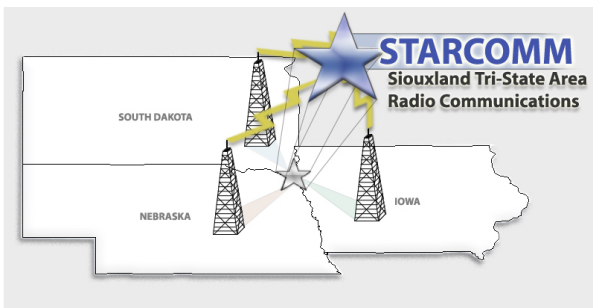 STARCOMM
Siouxland Tri-State Area
Radio Communications
SOUTH DAKOTA
NEBRASKA
IOWA